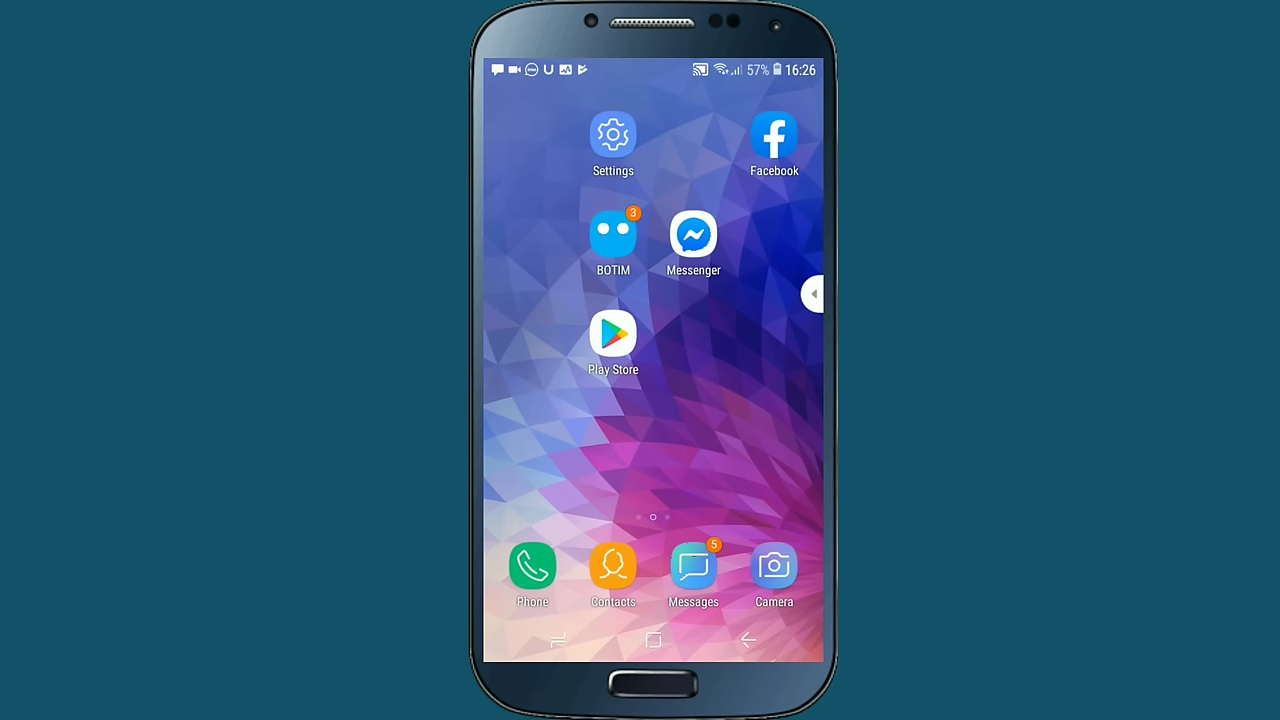 57% 16:26
Settings
Facebook
3
BOTIM
Messenger
Play Store
5
Phone
Contacts
Messages
Camera